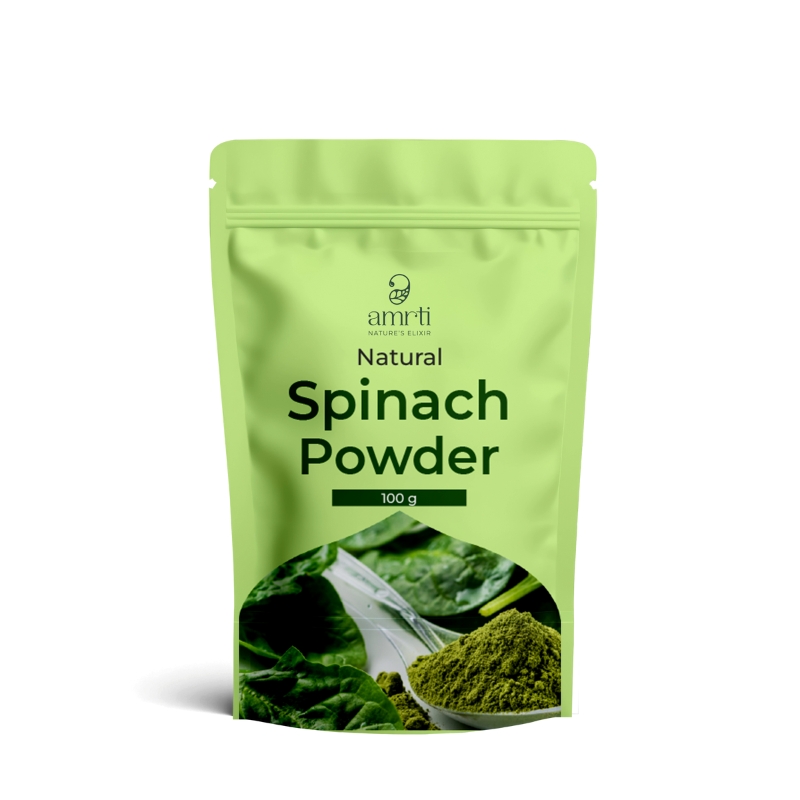 amrti
NATURE'S ELIXIR
Natural
Spinach
Powder
100 g